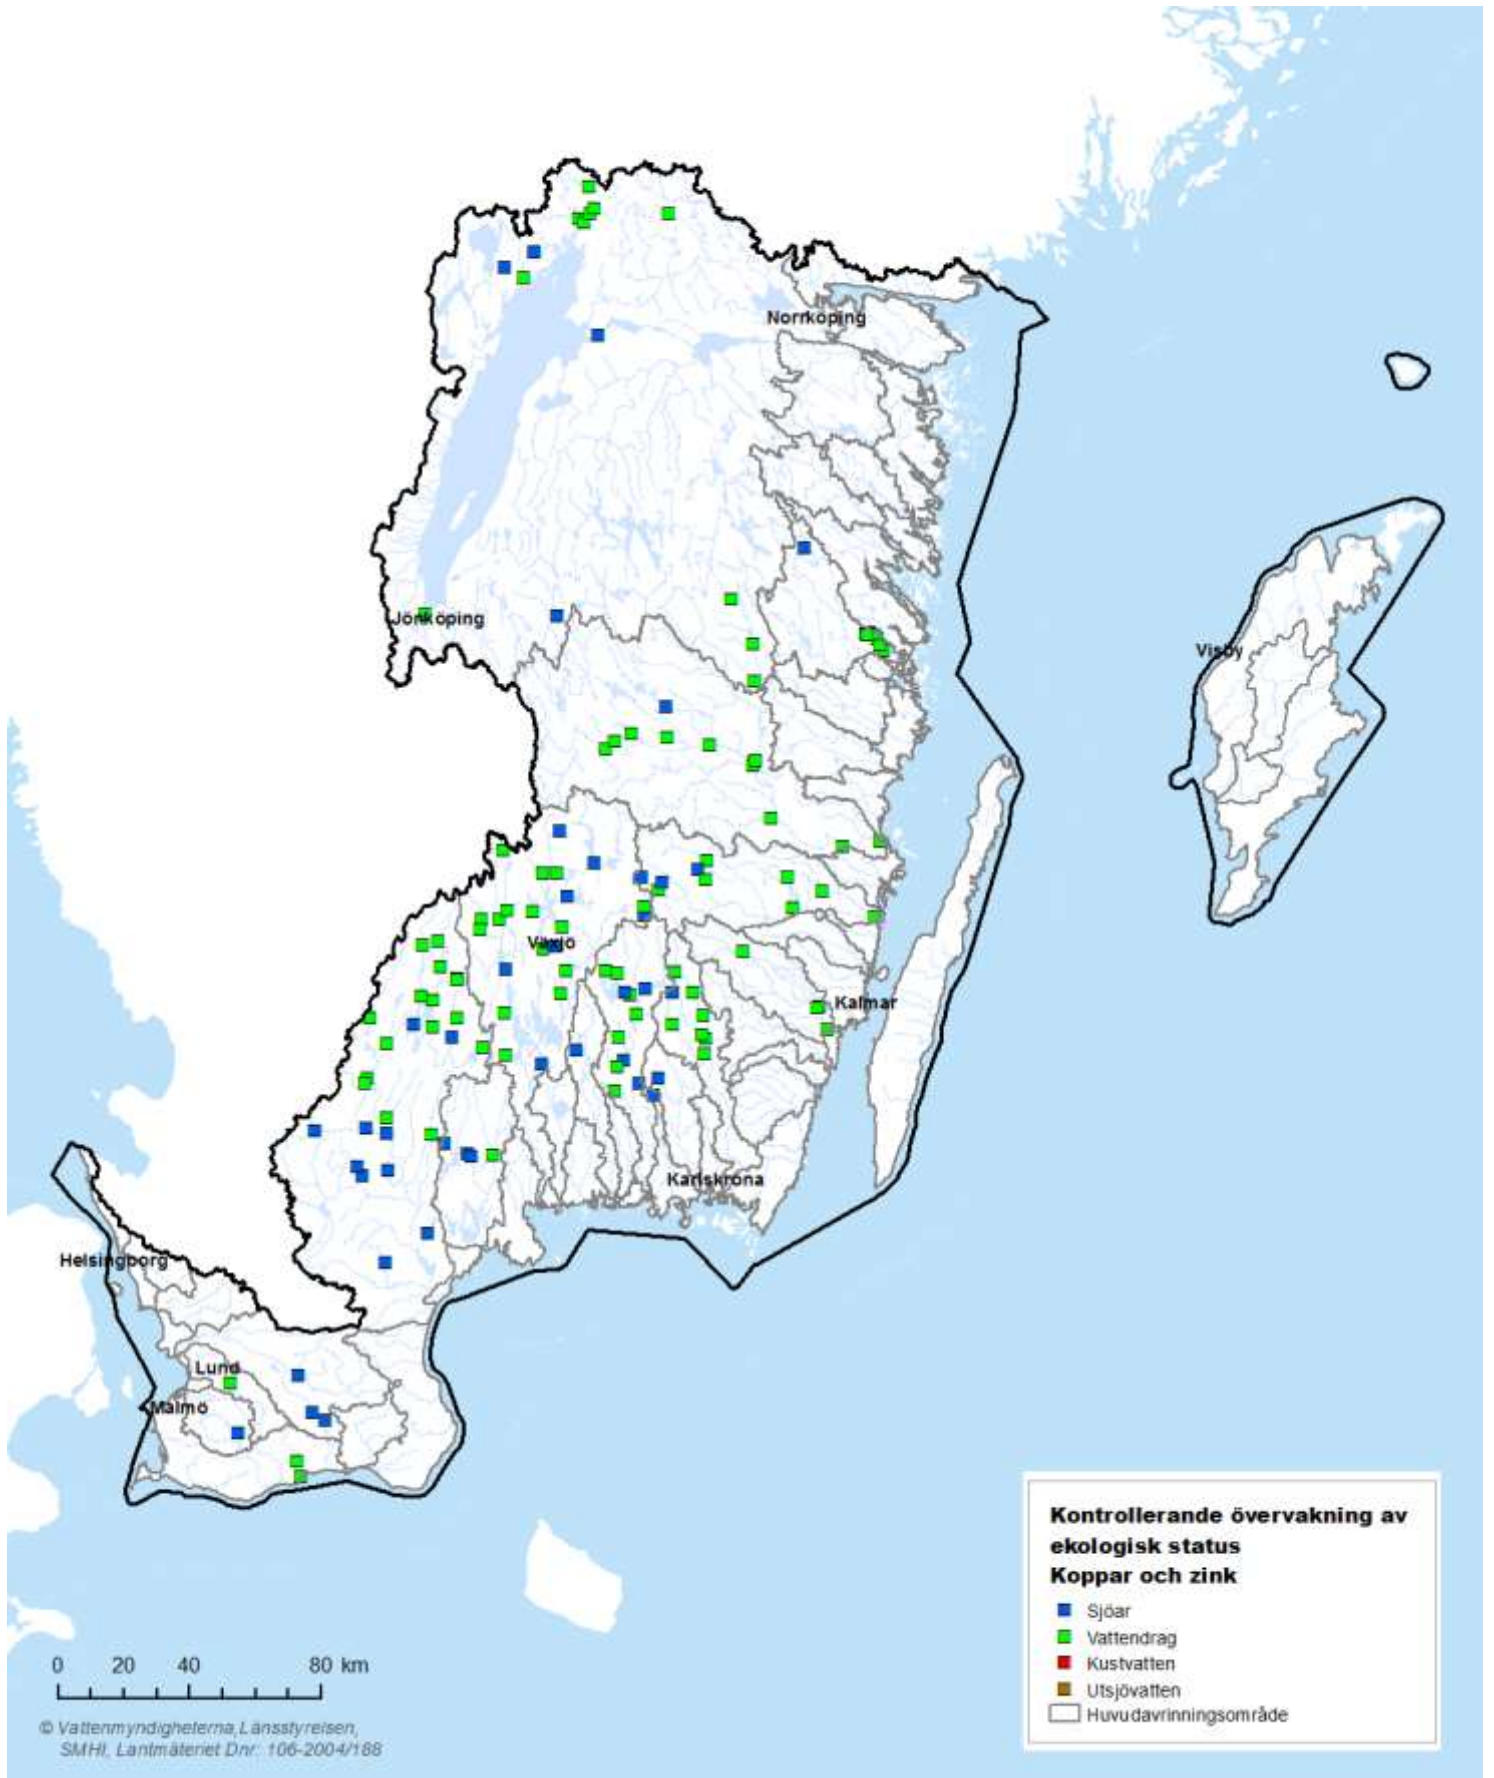 Norrköping
Jönköping
Visby
Växjö
Kalmar
Karlskrona
Helsingborg
Lund
Malmö
Kontrollerande övervakning av
ekologisk status
Koppar och zink
Sjöar
Vattendrag
Kustvatten
Utsjövatten
Huvudavrinningsområde
0 20 40 80 km
© Vattenmyndigheterna,Länsstyrelsen,
SMHI, Lantmäteriet Dnr: 106-2004/188